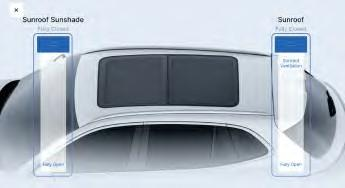 Sunroof Sunshade
Fully Closed
Fully Open
Sunroof
Fully Closed
Sunroof
Ventilation
Fully Open